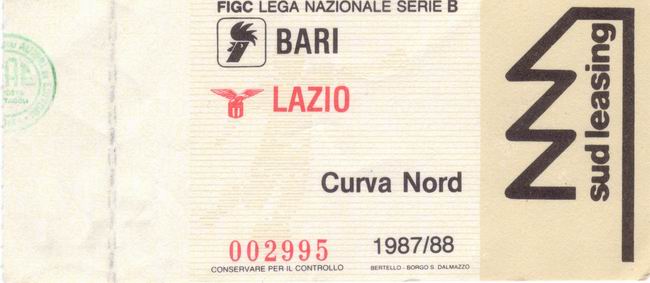 FIGC LEGA NAZIONALE SERIE B
BARI
LAZIO
Curva Nord
002995
1987/88
CONSERVARE PER IL CONTROLLO
BERTELLO - BORGO S. DALMAZZO
sud leasing